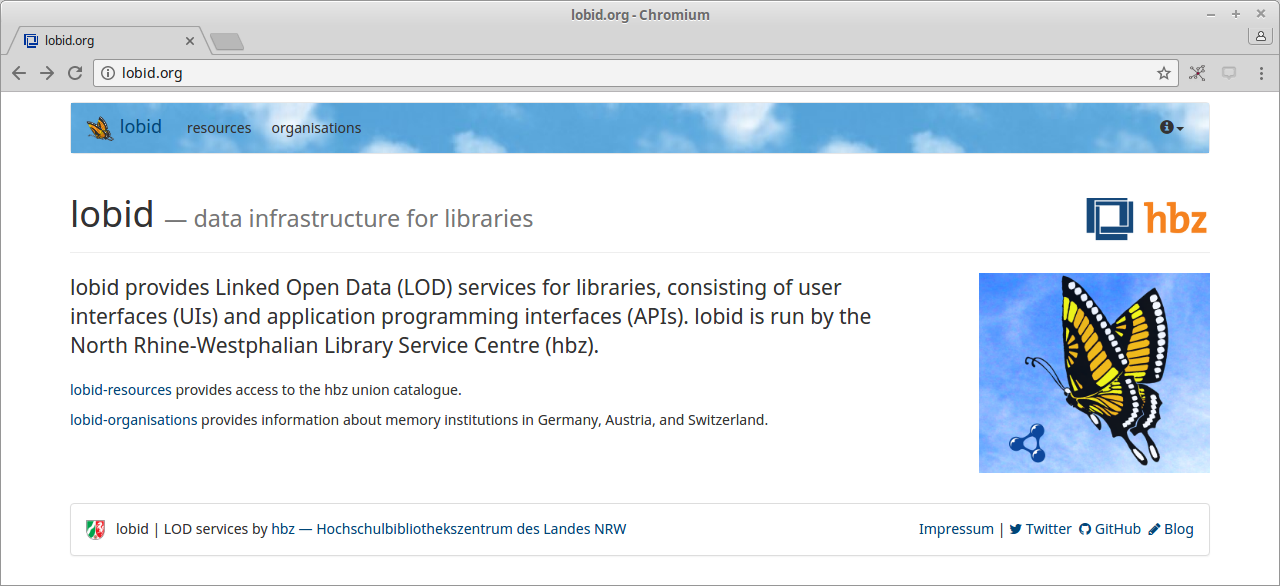 lobid.org - Chromium
lobid.org
lobid.org
lobid resources organisations
lobid — data infrastructure for libraries
hbz
lobid provides Linked Open Data (LOD) services for libraries, consisting of user
interfaces (UIs) and application programming interfaces (APIs). lobid is run by the
North Rhine-Westphalian Library Service Centre (hbz).
lobid-resources provides access to the hbz union catalogue.
lobid-organisations provides information about memory institutions in Germany, Austria, and Switzerland.
lobid | LOD services by hbz — Hochschulbibliothekszentrum des Landes NRW
Impressum | Twitter GitHub Blog